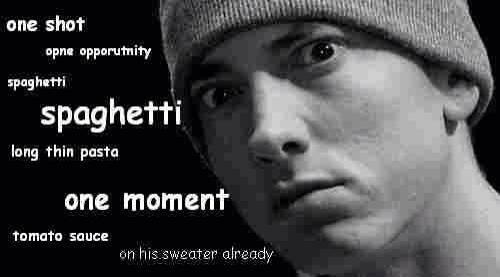 one shot
opne opporutnity
spaghetti
spaghetti
long thin pasta
one moment
tomato sauce
on his sweater already